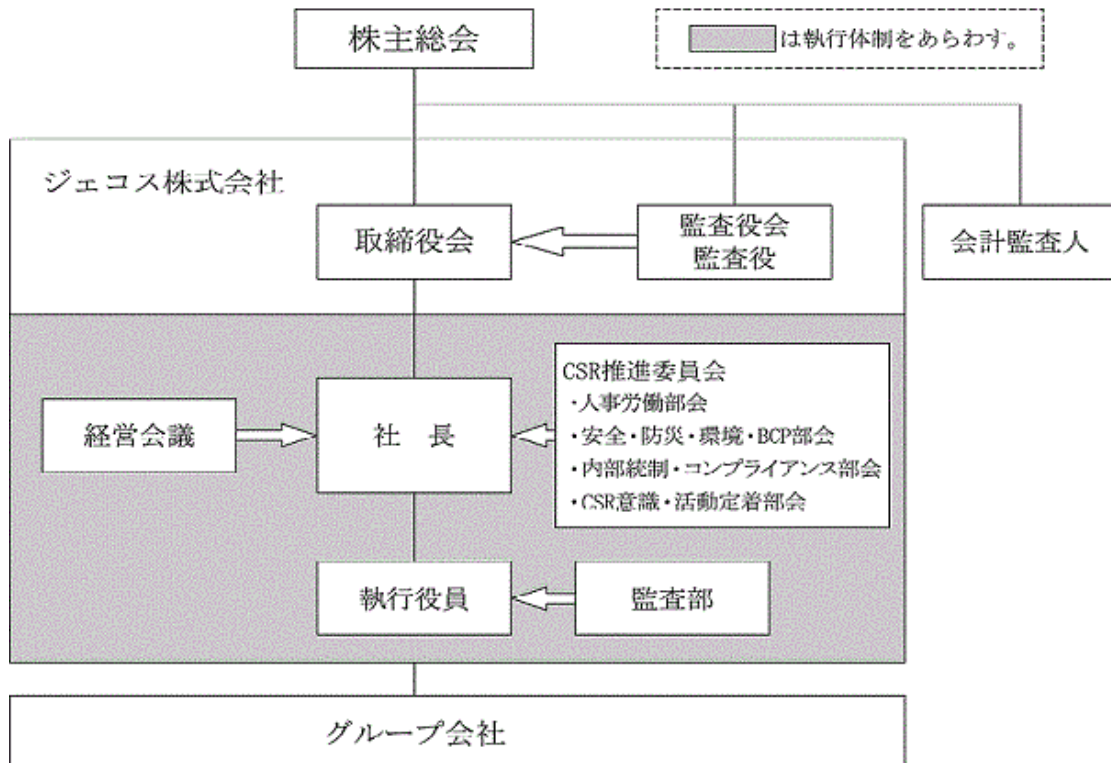 株主総会
は執行体制をあらわす。
ジェコス株式会社
取締役会
監査役会
監査役
会計監査人
経営会議
社　長
CSR推進委員会
・人事労働部会
・安全・防災・環境・BCP部会
・内部統制・コンプライアンス部会
・CSR意識・活動定着部会
執行役員
監査部
グループ会社